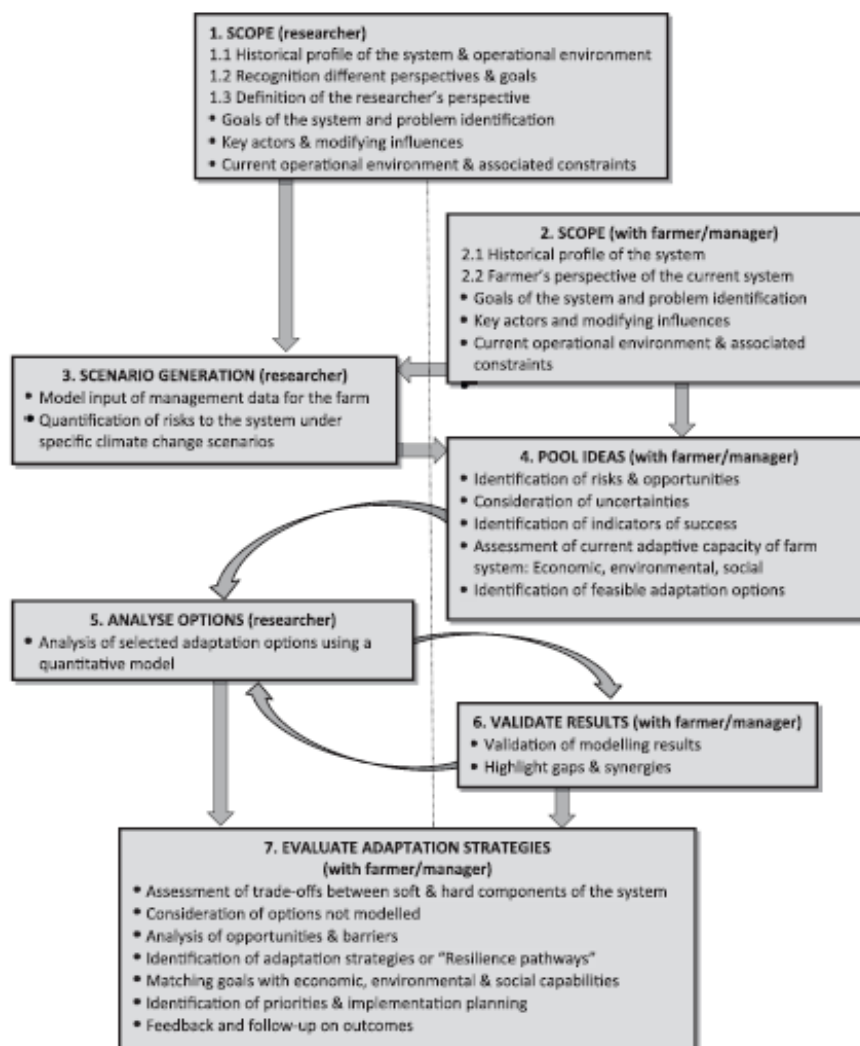 1. SCOPE (researcher)
1.1 Historical profile of the system & operational environment
1.2 Recognition different perspectives & goals
1.3 Definition of the researcher's perspective
• Goals of the system and problem identification
• Key actors & modifying influences
• Current operational environment & associated constraints
2. SCOPE (with farmer/manager)
2.1 Historical profile of the system
2.2 Farmer's perspective of the current system
• Goals of the system and problem identification
• Key actors and modifying influences
• Current operational environment & associated
constraints
3. SCENARIO GENERATION (researcher)
• Model input of management data for the farm
• Quantification of risks to the system under
specific climate change scenarios
4. POOL IDEAS (with farmer/manager)
• Identification of risks & opportunities
• Consideration of uncertainties
• Identification of indicators of success
• Assessment of current adaptive capacity of farm
system: Economic, environmental, social
• Identification of feasible adaptation options
5. ANALYSE OPTIONS (researcher)
• Analysis of selected adaptation options using a
quantitative model
6. VALIDATE RESULTS (with farmer/manager)
• Validation of modelling results
• Highlight gaps & synergies
7. EVALUATE ADAPTATION STRATEGIES
(with farmer/manager)
• Assessment of trade-offs between soft & hard components of the system
• Consideration of options not modelled
• Analysis of opportunities & barriers
• Identification of adaptation strategies or "Resilience pathways"
• Matching goals with economic, environmental & social capabilities
• Identification of priorities & implementation planning
• Feedback and follow-up on outcomes